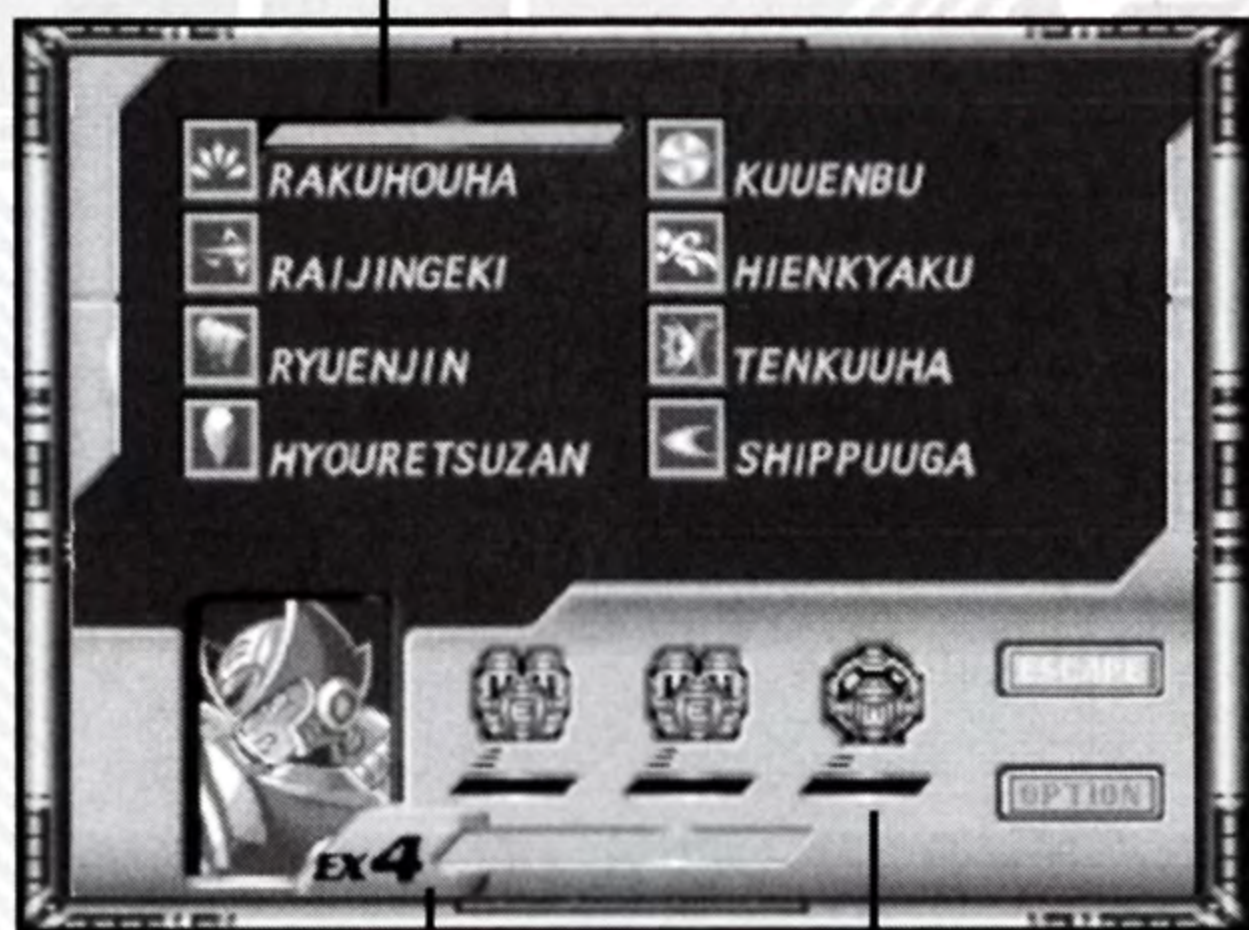 RAKUHOUHA
RAIJINGEKI
RYUENJIN
HYOURETSUZAN
KUUENBU
HIENKYAKU
TENKUUHA
SHIPPUUGA
E
E
W
ESCAPE
OPTION
EX4